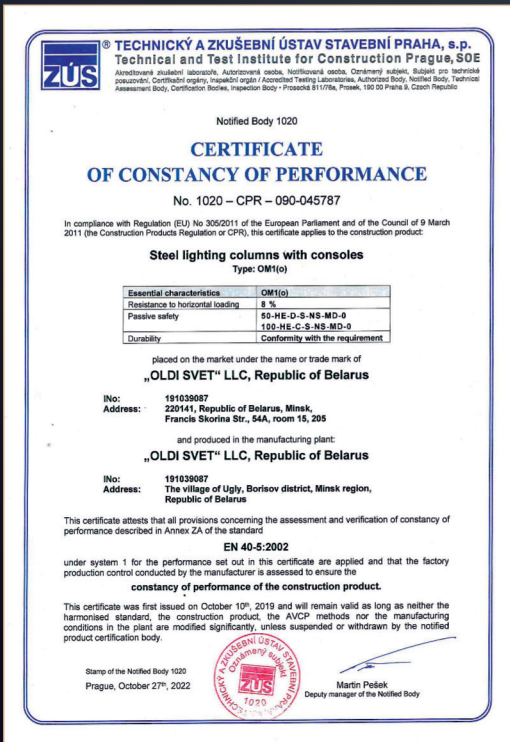 ® TECHNICKÝ A ZKUŠEBNÍ ÚSTAV STAVEBNÍ PRAHA, s.p.
Technical and Test Institute for Construction Prague, SOE
Akreditovaná zkušební laboratoře, Autorizovaná osoba, Notifikovaná osoba, Oznámený subjekt, Subjekt pro technické
posuzování, Certifikační orgány, Inspekční orgán / Accredited Testing Laboratories, Authorized Body, Notified Body, Technical
Assessment Body, Certification Bodies, Inspection Body • Prosecká 811/76a, Prosek, 190 00 Praha 9, Czech Republic
ZÚS
Notified Body 1020
CERTIFICATE
OF CONSTANCY OF PERFORMANCE
No. 1020 – CPR – 090-045787
In compliance with Regulation (EU) No 305/2011 of the European Parliament and of the Council of 9 March
2011 (the Construction Products Regulation or CPR), this certificate applies to the construction product:
Steel lighting columns with consoles
Type: OM1(o)
Essential characteristics OM1(o)
Resistance to horizontal loading 8 %
Passive safety 50-HE-D-S-NS-MD-0
100-HE-C-S-NS-MD-0
Durability Conformity with the requirement
placed on the market under the name or trade mark of
„OLDI SVET“ LLC, Republic of Belarus
INo: 191039087
Address: 220141, Republic of Belarus, Minsk,
Francis Skorina Str., 54A, room 15, 205
and produced in the manufacturing plant:
„OLDI SVET“ LLC, Republic of Belarus
INo: 191039087
Address: The village of Ugly, Borisov district, Minsk region,
Republic of Belarus
This certificate attests that all provisions concerning the assessment and verification of constancy of
performance described in Annex ZA of the standard
EN 40-5:2002
under system 1 for the performance set out in this certificate are applied and that the factory
production control conducted by the manufacturer is assessed to ensure the
constancy of performance of the construction product.
This certificate was first issued on October 10th, 2019 and will remain valid as long as neither the
harmonised standard, the construction product, the AVCP methods nor the manufacturing
conditions in the plant are modified significantly, unless suspended or withdrawn by the notified
product certification body.
Stamp of the Notified Body 1020
Prague, October 27th, 2022
TECHNICKÝ A ZKUŠEBNÍ ÚSTAV STAVEBNÍ PRAHA
Oznámený subjekt
ZÚS
1020
Martin Pešek
Deputy manager of the Notified Body